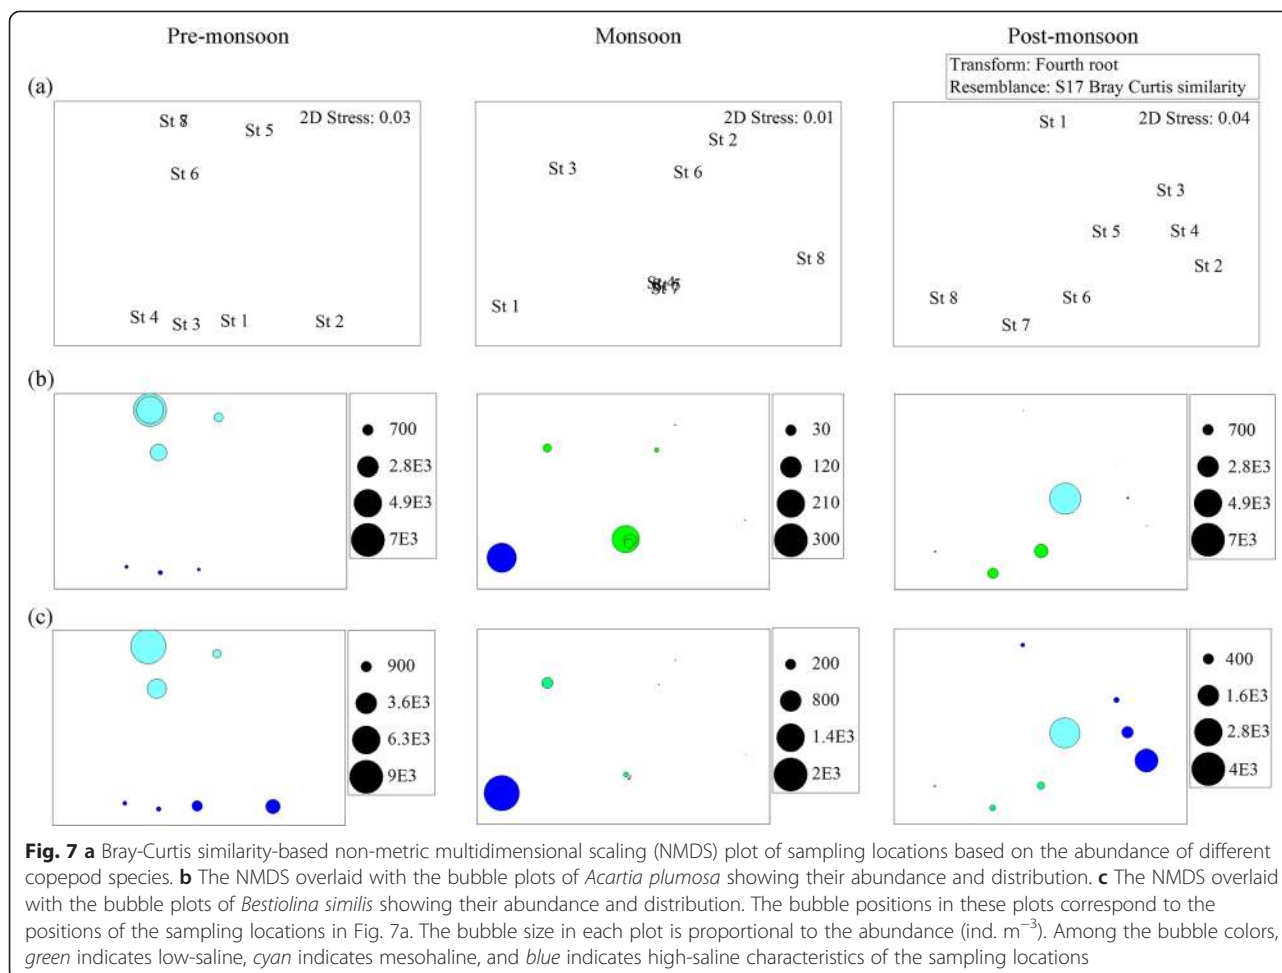 Pre-monsoon
Monsoon
Post-monsoon
Transform: Fourth root
Resemblance: S17 Bray Curtis similarity
(a)
2D Stress: 0.03
St 8
St 5
St 6
St 4
St 3
St 1
St 2
2D Stress: 0.01
St 2
St 3
St 6
St 8
St 7
St 1
2D Stress: 0.04
St 1
St 3
St 5
St 4
St 2
St 8
St 6
St 7
(b)
700
2.8E3
4.9E3
7E3
30
120
210
300
700
2.8E3
4.9E3
7E3
(c)
900
3.6E3
6.3E3
9E3
200
800
1.4E3
2E3
400
1.6E3
2.8E3
4E3
Fig. 7 a Bray-Curtis similarity-based non-metric multidimensional scaling (NMDS) plot of sampling locations based on the abundance of different
copepod species. b The NMDS overlaid with the bubble plots of Acartia plumosa showing their abundance and distribution. c The NMDS overlaid
with the bubble plots of Bestiolina similis showing their abundance and distribution. The bubble positions in these plots correspond to the
positions of the sampling locations in Fig. 7a. The bubble size in each plot is proportional to the abundance (ind. m−3). Among the bubble colors,
green indicates low-saline, cyan indicates mesohaline, and blue indicates high-saline characteristics of the sampling locations